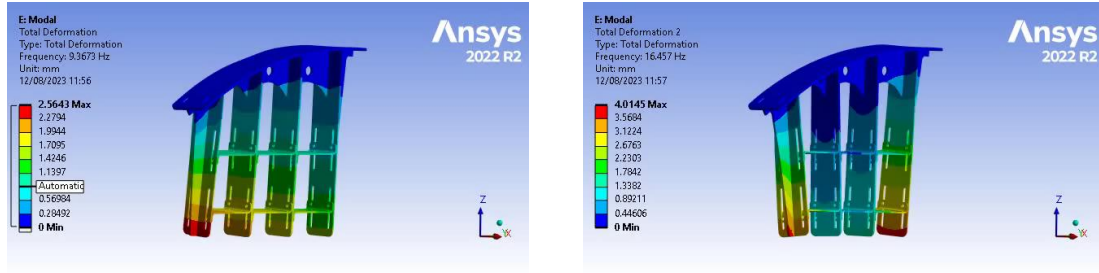 E: Modal
Total Deformation
Type: Total Deformation
Frequency: 9.3673 Hz
Unit: mm
12/08/2023 11:56
2.5643 Max
2.2794
1.9944
1.7095
1.4246
1.1397
Automatic
0.56984
0.28492
0 Min
Ansys
2022 R2
Z
X
E: Modal
Total Deformation 2
Type: Total Deformation
Frequency: 16.457 Hz
Unit: mm
12/08/2023 11:57
4.0145 Max
3.5684
3.1224
2.6763
2.2303
1.7842
1.3382
0.89211
0.44606
0 Min
Ansys
2022 R2
Z
X